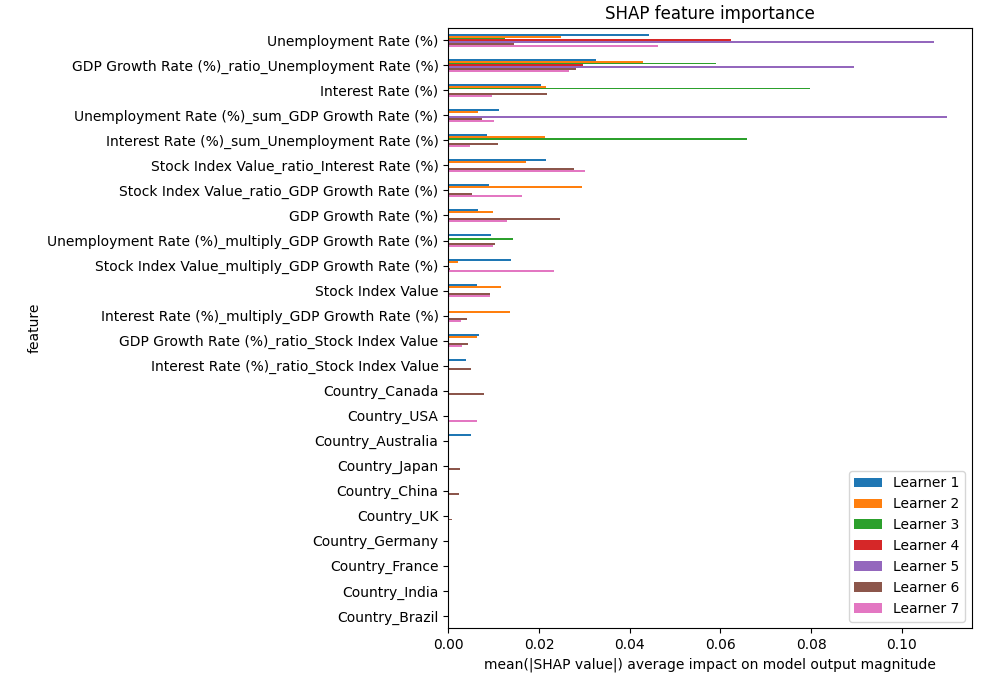 SHAP feature importance
Unemployment Rate (%)
GDP Growth Rate (%)_ratio_Unemployment Rate (%)
Interest Rate (%)
Unemployment Rate (%)_sum_GDP Growth Rate (%)
Interest Rate (%)_sum_Unemployment Rate (%)
Stock Index Value_ratio_Interest Rate (%)
Stock Index Value_ratio_GDP Growth Rate (%)
GDP Growth Rate (%)
Unemployment Rate (%)_multiply_GDP Growth Rate (%)
Stock Index Value_multiply_GDP Growth Rate (%)
Stock Index Value
Interest Rate (%)_multiply_GDP Growth Rate (%)
GDP Growth Rate (%)_ratio_Stock Index Value
Interest Rate (%)_ratio_Stock Index Value
Country_Canada
Country_USA
Country_Australia
Country_Japan
Country_China
Country_UK
Country_Germany
Country_France
Country_India
Country_Brazil
feature
Learner 1
Learner 2
Learner 3
Learner 4
Learner 5
Learner 6
Learner 7
0.00 0.02 0.04 0.06 0.08 0.10
mean(|SHAP value|) average impact on model output magnitude